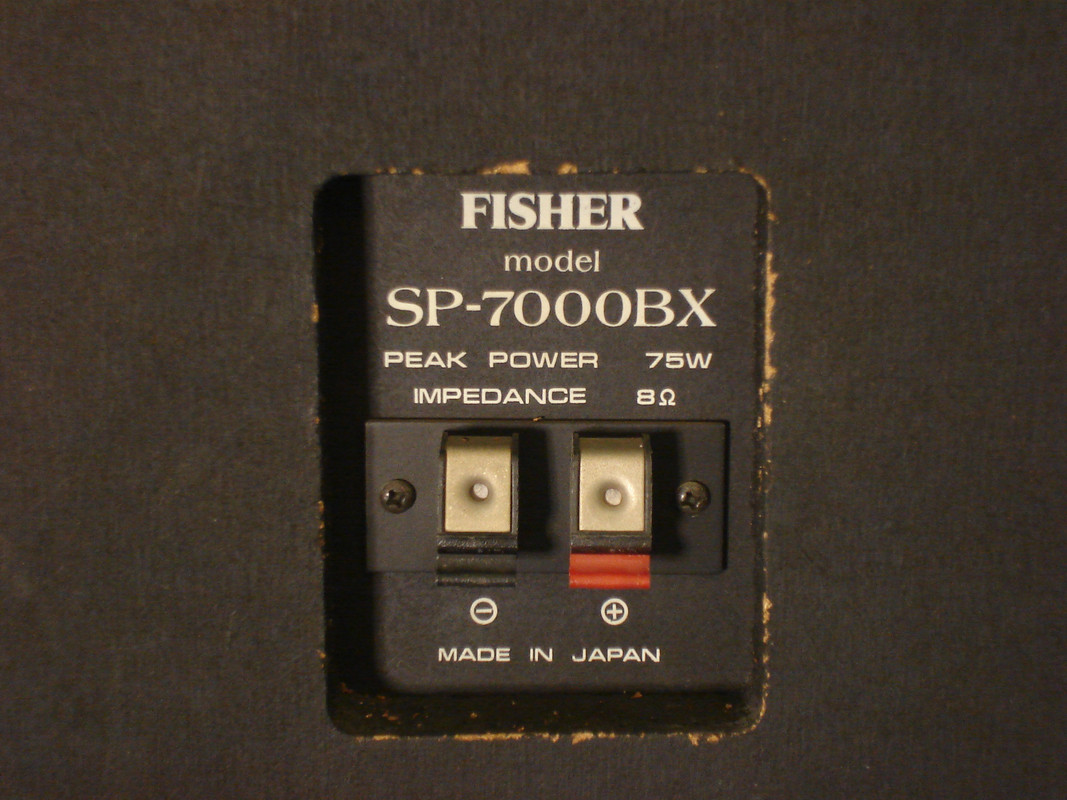 FISHER
model
SP-7000BX
PEAK POWER 75W
IMPEDANCE 8Ω
⊖ ⊕
MADE IN JAPAN